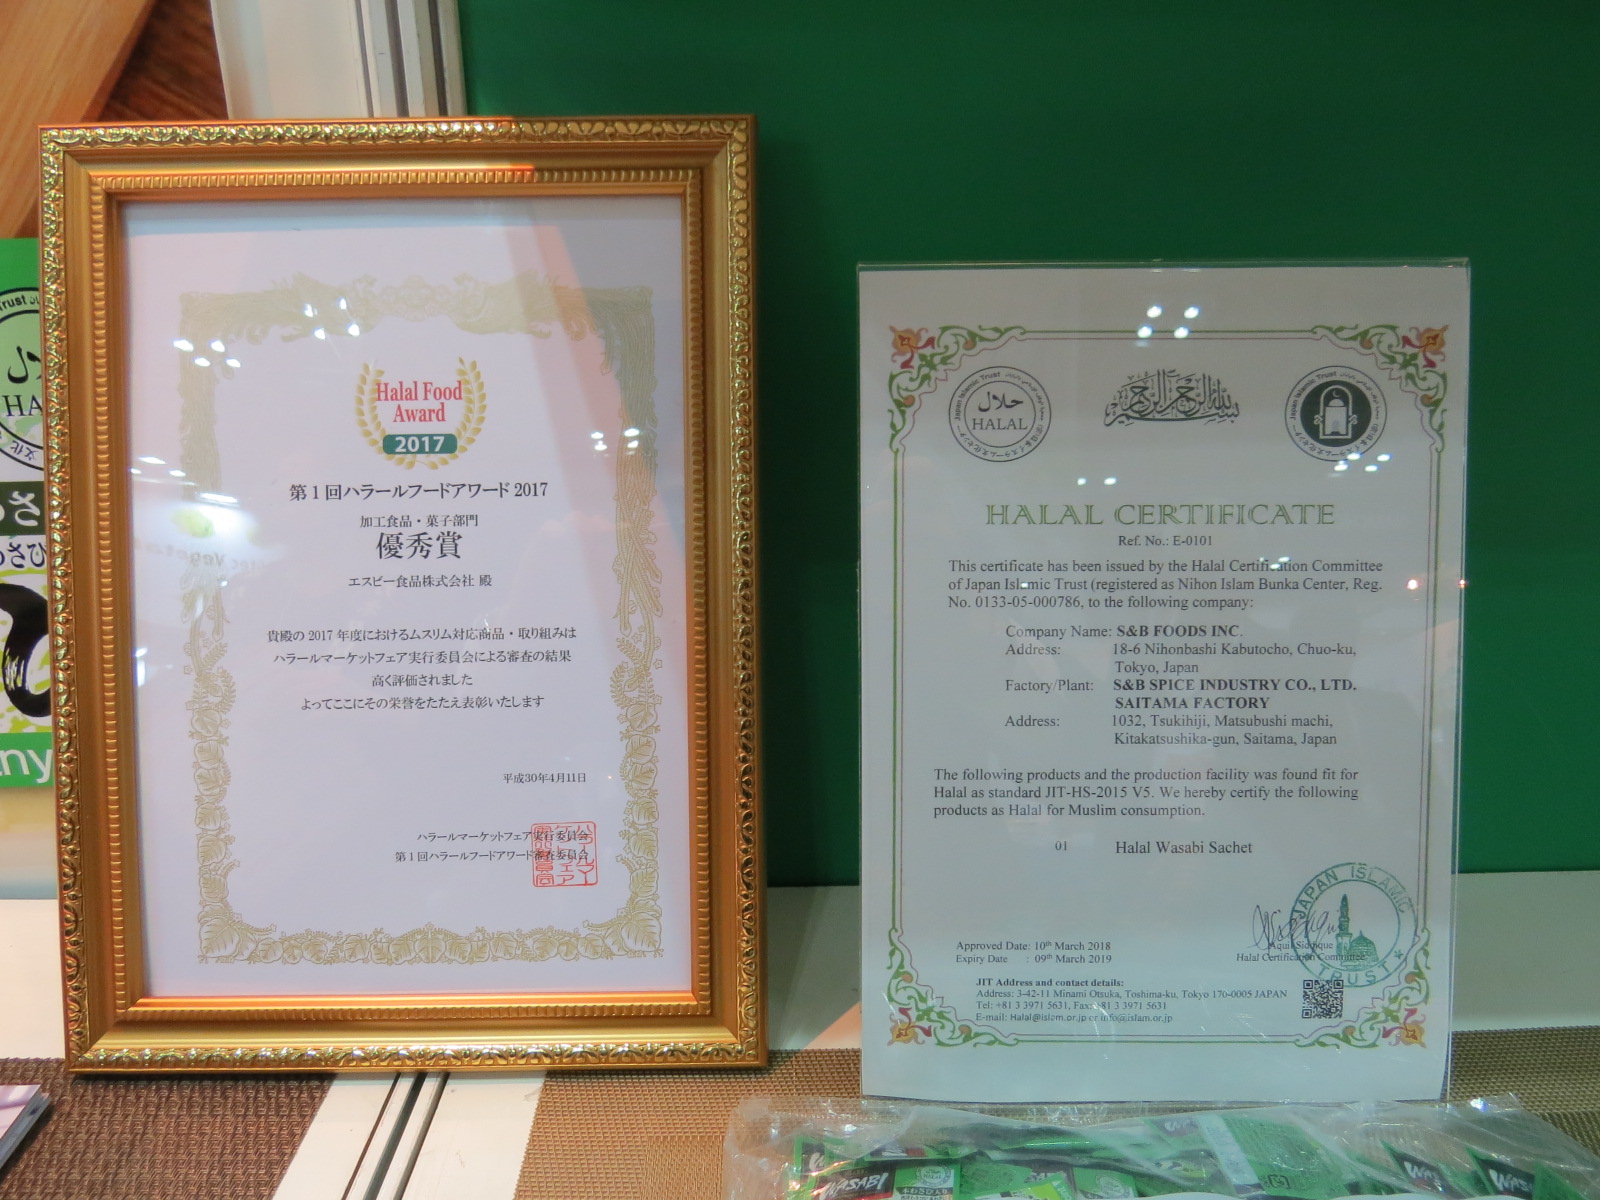 Halal Food
Award
2017
第1回ハラールフードアワード2017
加工食品・菓子部門
優秀賞
エスビー食品株式会社 殿
貴殿の2017年度におけるムスリム対応商品・取り組みは
ハラールマーケットフェア実行委員会による審査の結果
高く評価されました
よってここにその栄誉をたたえ表彰いたします
平成30年4月11日
ハラールマーケットフェア実行委員会
第1回ハラールフードアワード審査委員会
Japan Islamic Trust
حلال
HALAL
بسم الله الرحمن الرحيم
Japan Islamic Trust
HALAL CERTIFICATE
Ref. No.: E-0101
This certificate has been issued by the Halal Certification Committee
of Japan Islamic Trust (registered as Nihon Islam Bunka Center, Reg.
No. 0133-05-000786, to the following company:
Company Name: S&B FOODS INC.
Address: 18-6 Nihonbashi Kabutocho, Chuo-ku,
Tokyo, Japan
Factory/Plant: S&B SPICE INDUSTRY CO., LTD.
SAITAMA FACTORY
Address: 1032, Tsukihiji, Matsubushi machi,
Kitakatsushika-gun, Saitama, Japan
The following products and the production facility was found fit for
Halal as standard JIT-HS-2015 V5. We hereby certify the following
products as Halal for Muslim consumption.
01 Halal Wasabi Sachet
JAPAN ISLAMIC
TRUST
Approved Date: 10th March 2018
Expiry Date : 09th March 2019
Aquil Siddique
Halal Certification Committee
JIT Address and contact details:
Address: 3-42-11 Minami Otsuka, Toshima-ku, Tokyo 170-0005 JAPAN
Tel: +81 3 3971 5631, Fax: +81 3 3971 5631
E-mail: Halal@islam.or.jp or info@islam.or.jp
WASABI